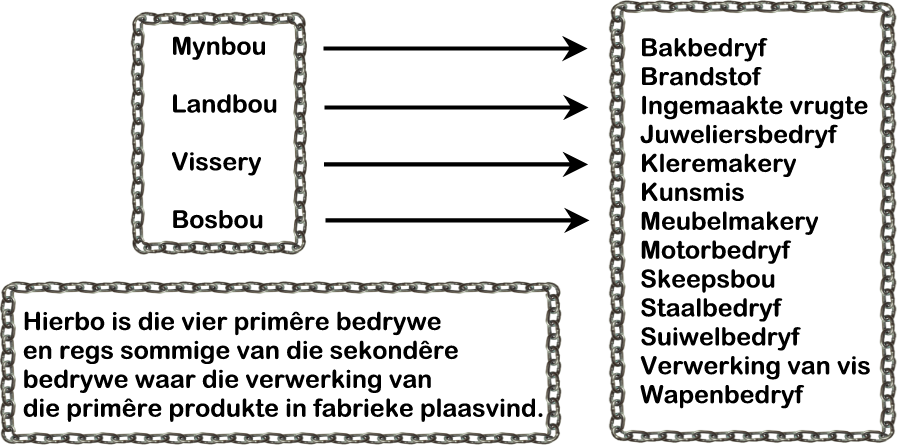 Mynbou
Landbou
Vissery
Bosbou
Bakbedryf
Brandstof
Ingemaakte vrugte
Juweliersbedryf
Kleremakery
Kunsmis
Meubelmakery
Motorbedryf
Skeepsbou
Staalbedryf
Suiwelbedryf
Verwerking van vis
Wapenbedryf
Hierbo is die vier primêre bedrywe
en regs sommige van die sekondêre
bedrywe waar die verwerking van
die primêre produkte in fabrieke plaasvind.